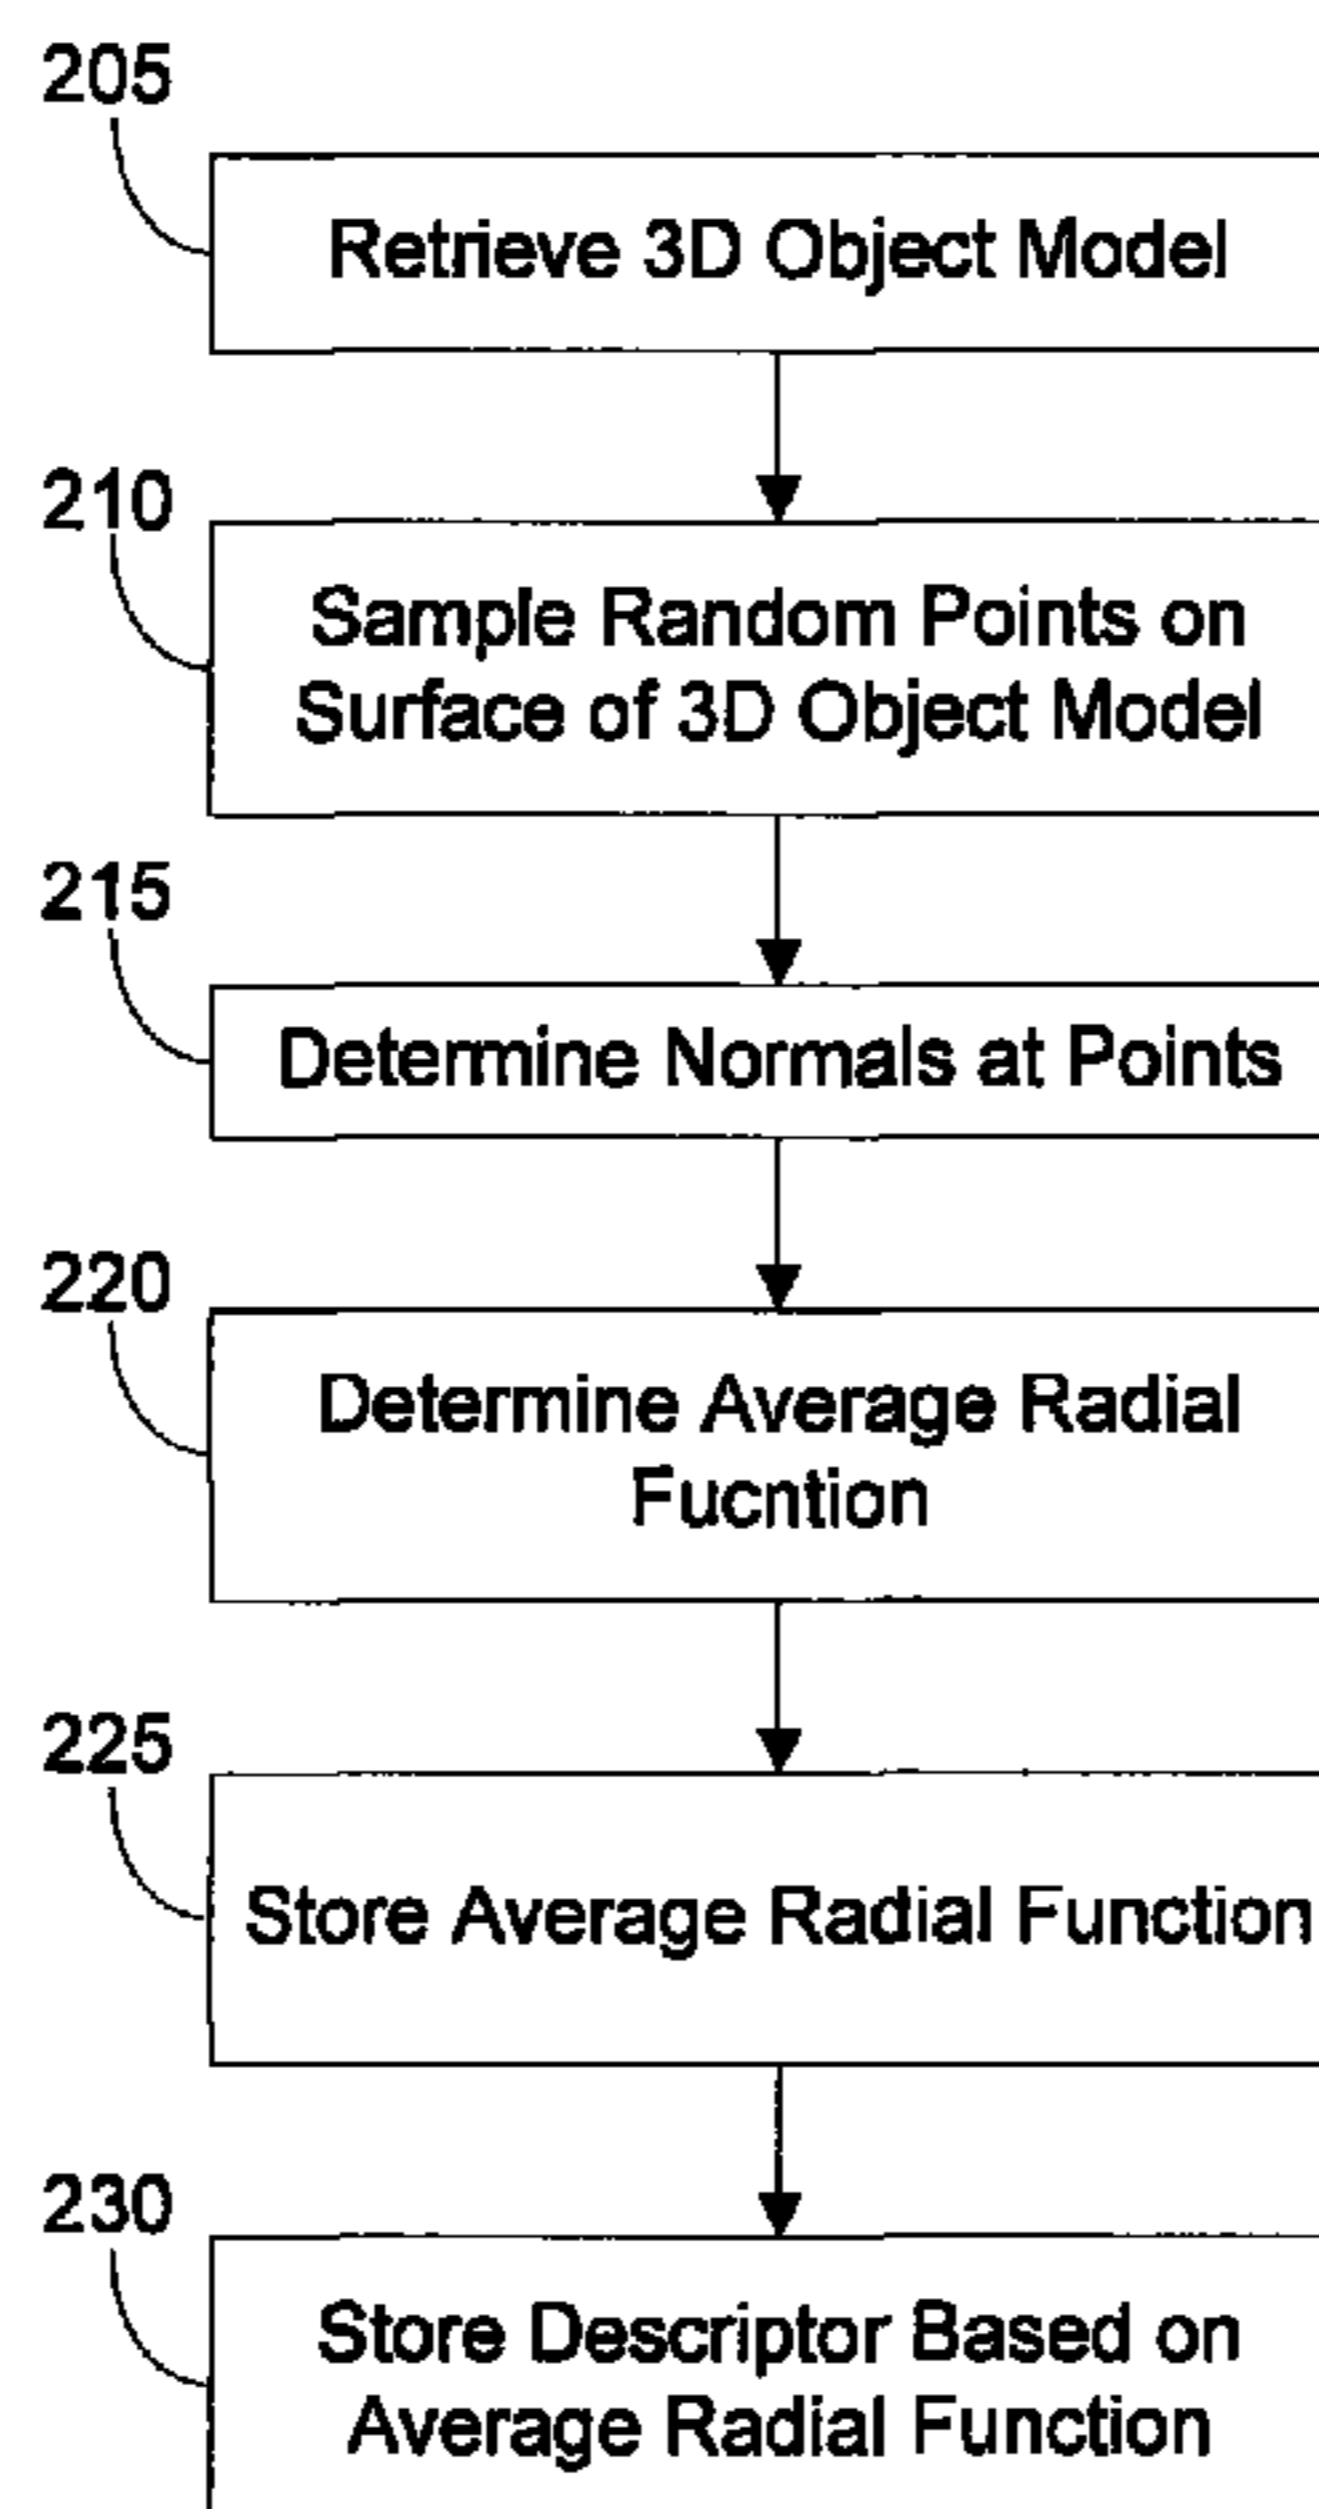 205
Retrieve 3D Object Model
210
Sample Random Points on
Surface of 3D Object Model
215
Determine Normals at Points
220
Determine Average Radial
Fucntion
225
Store Average Radial Function
230
Store Descriptor Based on
Average Radial Function